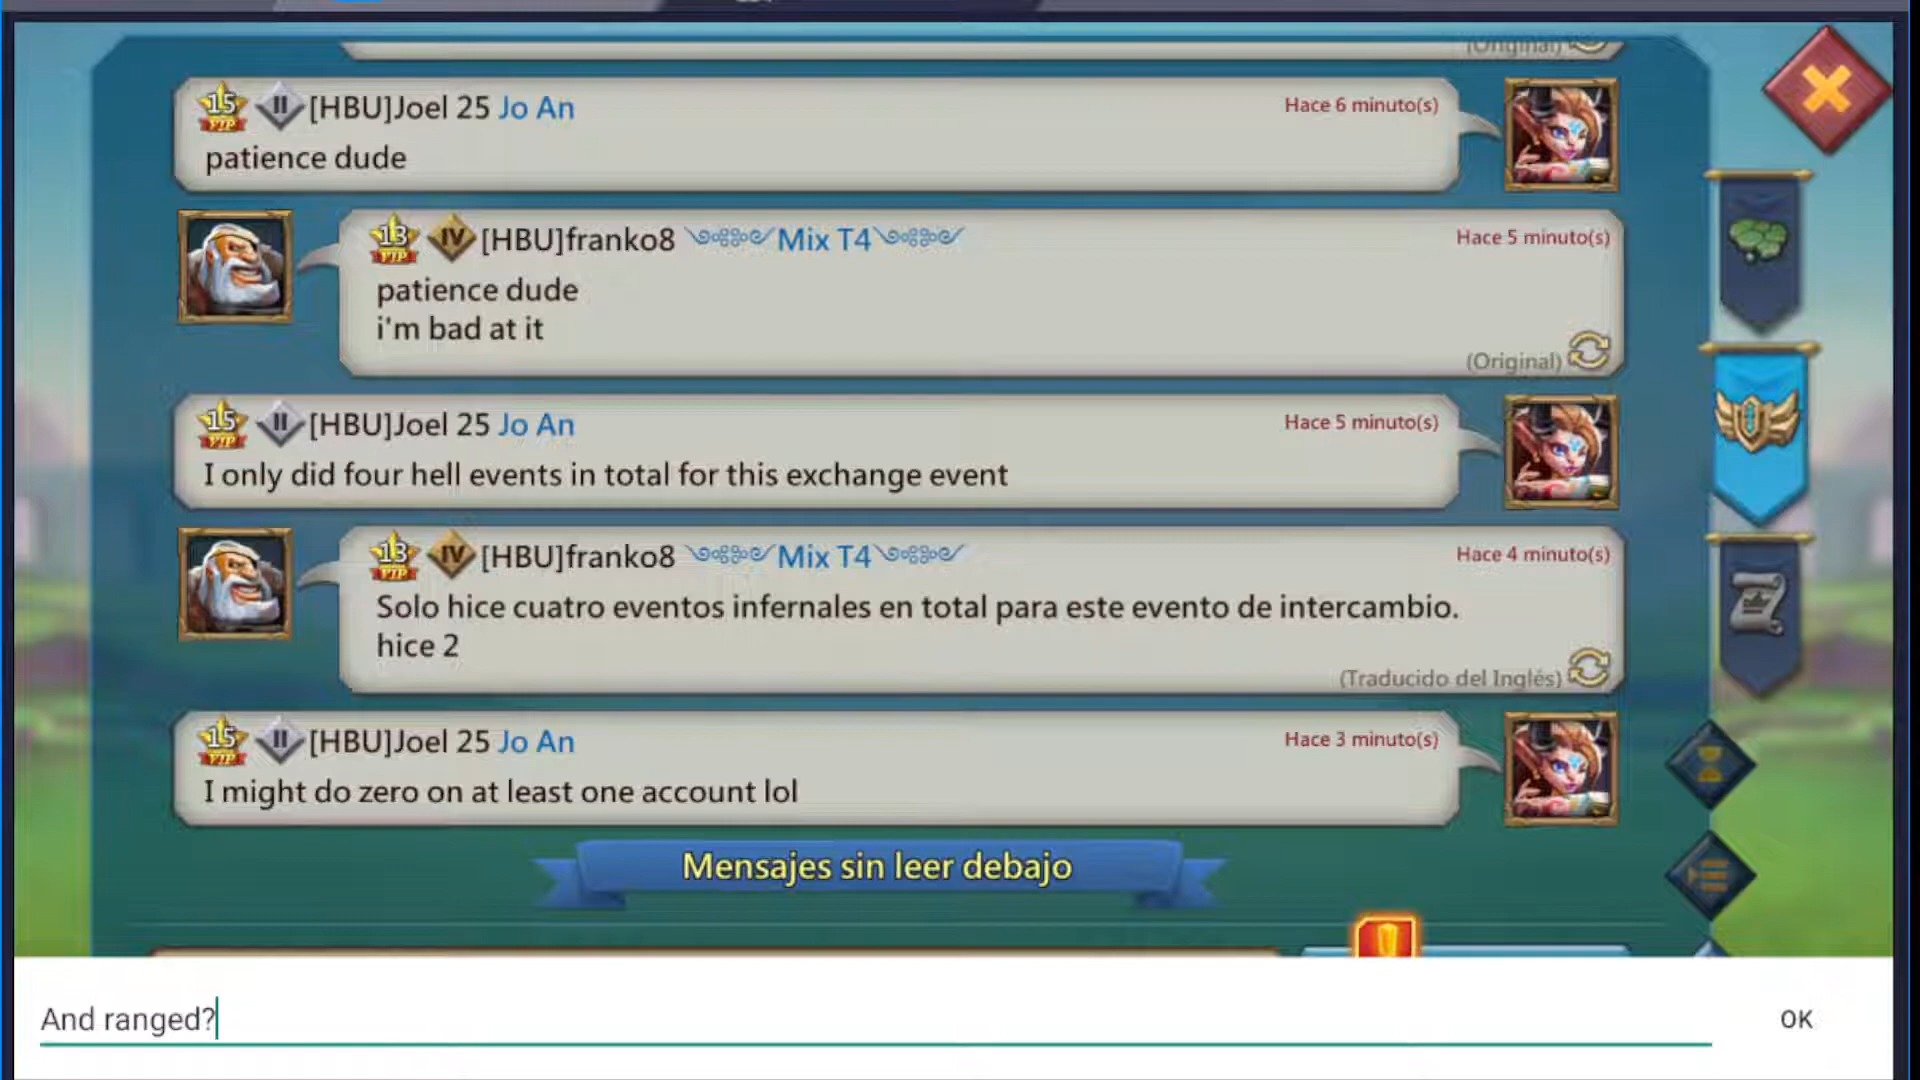 (Original)
15 VIP II [HBU]Joel 25 Jo An Hace 6 minuto(s)
patience dude
13 VIP IV [HBU]franko8 Mix T4 Hace 5 minuto(s)
patience dude
i'm bad at it
(Original)
15 VIP II [HBU]Joel 25 Jo An Hace 5 minuto(s)
I only did four hell events in total for this exchange event
13 VIP IV [HBU]franko8 Mix T4 Hace 4 minuto(s)
Solo hice cuatro eventos infernales en total para este evento de intercambio.
hice 2
(Traducido del Inglés)
15 VIP II [HBU]Joel 25 Jo An Hace 3 minuto(s)
I might do zero on at least one account lol
Mensajes sin leer debajo
And ranged?
OK